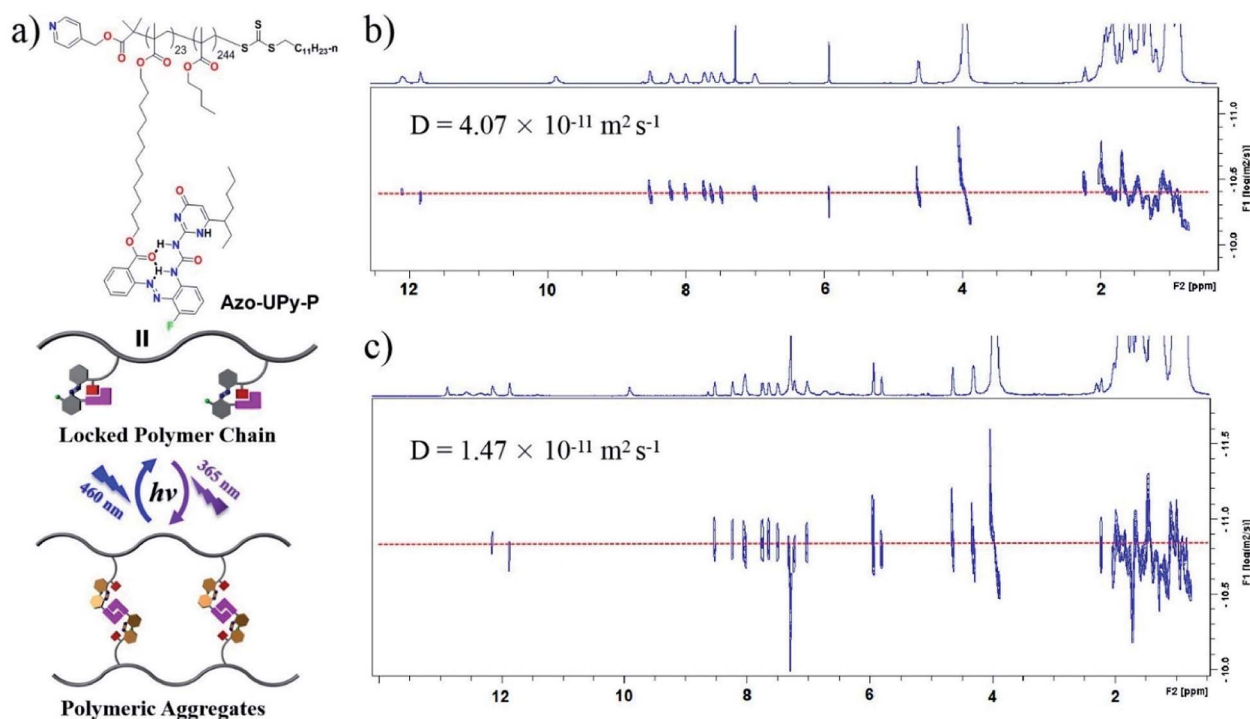 a)
N
O
O
O
23
O
244
S
S
S
C₁₁H₂₃-n
O
O
O
N
N
NH
O
O
H
N
O
H
N
N
N
F
Azo-UPy-P
II
Locked Polymer Chain
460 nm
hν
365 nm
Polymeric Aggregates
b)
D = 4.07 × 10⁻¹¹ m² s⁻¹
-11.0
-10.5
-10.0
F1 [log(m2/s)]
12 10 8 6 4 2 F2 [ppm]
c)
D = 1.47 × 10⁻¹¹ m² s⁻¹
-11.5
-11.0
-10.5
-10.0
F1 [log(m2/s)]
12 10 8 6 4 2 F2 [ppm]